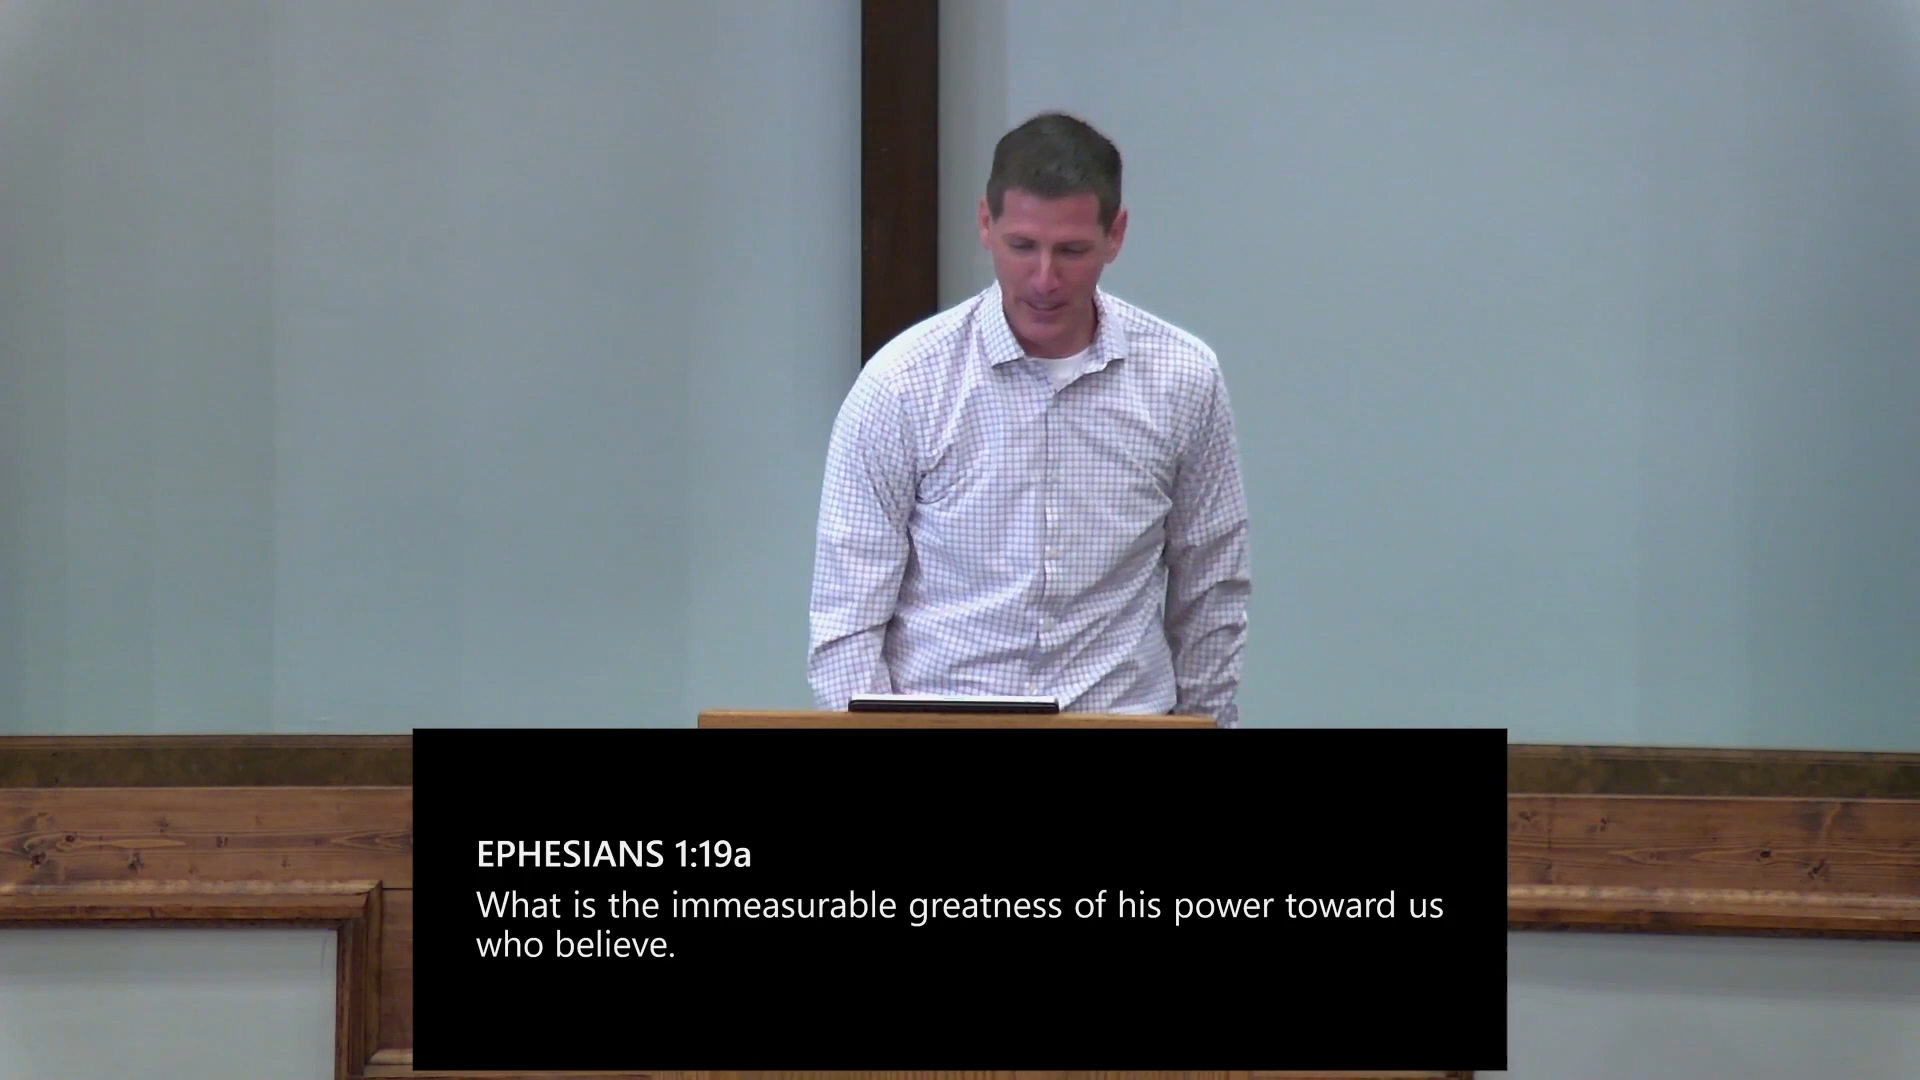 EPHESIANS 1:19a
What is the immeasurable greatness of his power toward us
who believe.